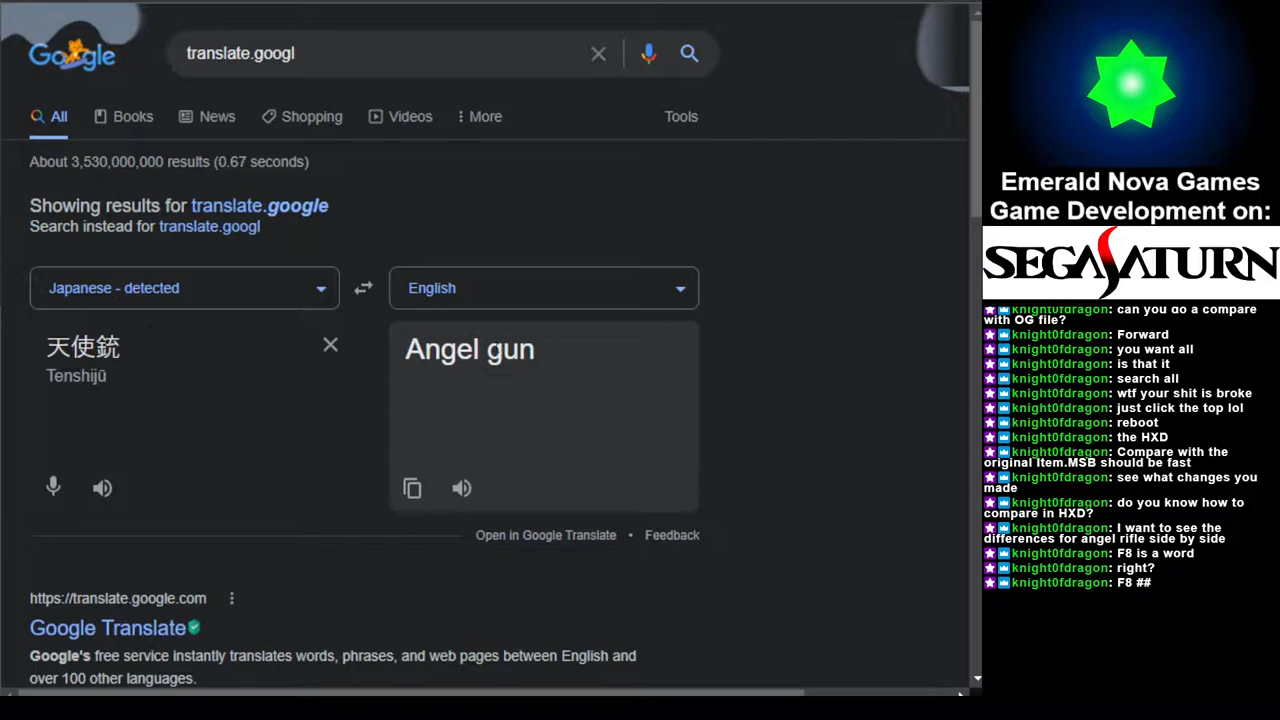 Google
translate.googl
All
Books
News
Shopping
Videos
More
Tools
About 3,530,000,000 results (0.67 seconds)
Showing results for translate.google
Search instead for translate.googl
Japanese - detected
English
天使銃
Tenshijū
Angel gun
Open in Google Translate • Feedback
https://translate.google.com
Google Translate
Google's free service instantly translates words, phrases, and web pages between English and
over 100 other languages.
Emerald Nova Games
Game Development on:
SEGA SATURN
knight0fdragon: can you do a compare
with OG file?
knight0fdragon: Forward
knight0fdragon: you want all
knight0fdragon: is that it
knight0fdragon: search all
knight0fdragon: wtf your shit is broke
knight0fdragon: just click the top lol
knight0fdragon: reboot
knight0fdragon: the HXD
knight0fdragon: Compare with the
original Item.MSB should be fast
knight0fdragon: see what changes you
made
knight0fdragon: do you know how to
compare in HXD?
knight0fdragon: I want to see the
differences for angel rifle side by side
knight0fdragon: F8 is a word
knight0fdragon: right?
knight0fdragon: F8 ##